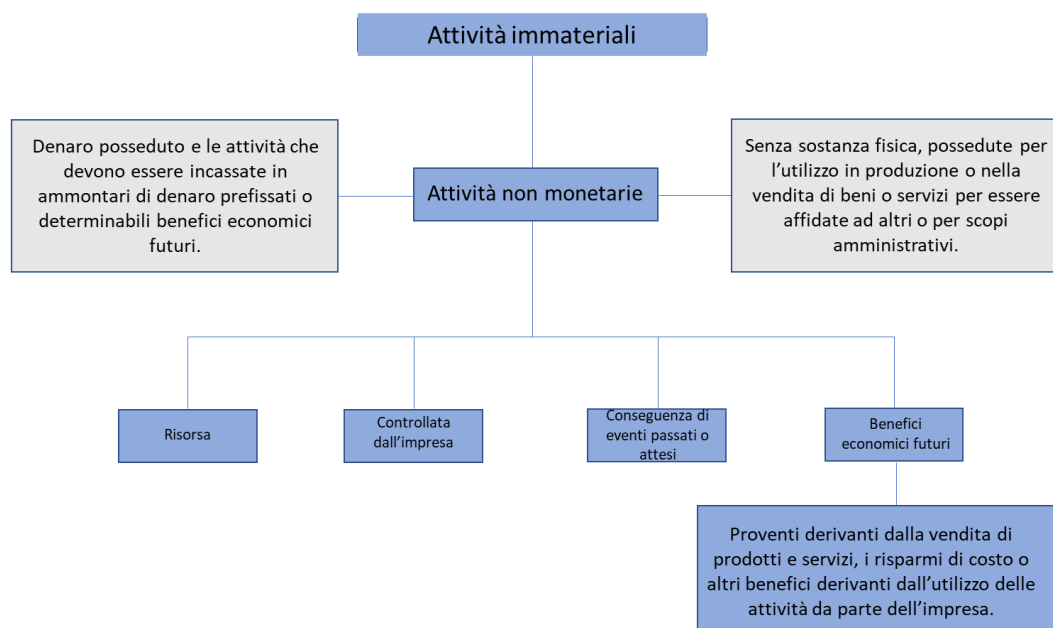 Attività immateriali
Denaro posseduto e le attività che
devono essere incassate in
ammontari di denaro prefissati o
determinabili benefici economici
futuri.
Attività non monetarie
Senza sostanza fisica, possedute per
l'utilizzo in produzione o nella
vendita di beni o servizi per essere
affidate ad altri o per scopi
amministrativi.
Risorsa
Controllata
dall'impresa
Conseguenza di
eventi passati o
attesi
Benefici
economici futuri
Proventi derivanti dalla vendita di
prodotti e servizi, i risparmi di costo o
altri benefici derivanti dall'utilizzo delle
attività da parte dell'impresa.